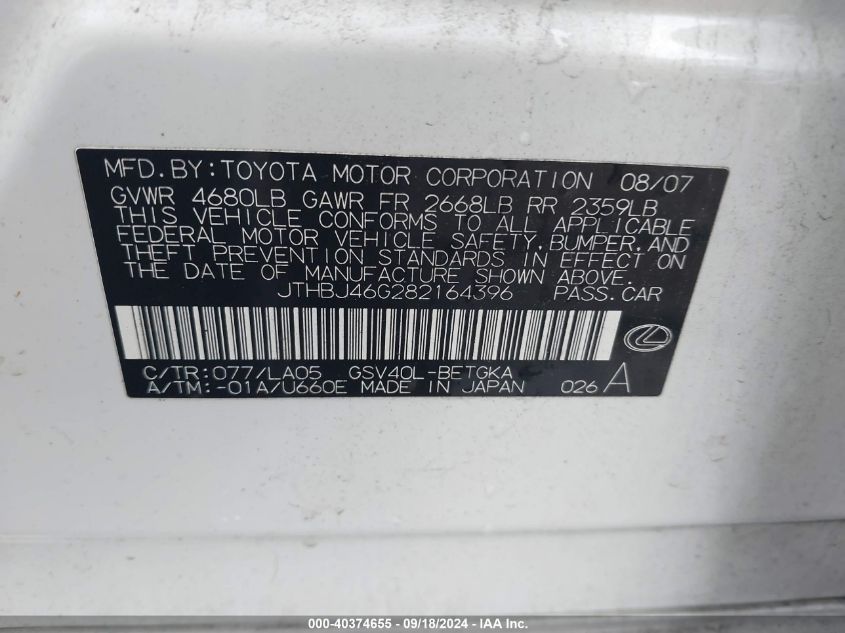 MFD.BY:TOYOTA MOTOR CORPORATION 08/07
GVWR 4680LB GAWR FR 2668LB RR 2359LB
THIS VEHICLE CONFORMS TO ALL APPLICABLE
FEDERAL MOTOR VEHICLE SAFETY,BUMPER,AND
THEFT PREVENTION STANDARDS IN EFFECT ON
THE DATE OF MANUFACTURE SHOWN ABOVE.
JTHBJ46G282164396 PASS.CAR
C/TR:077/LA05 GSV40L-BETGKA
A/TM:-01A/U660E MADE IN JAPAN 026 A
000-40374655 - 09/18/2024 - IAA Inc.